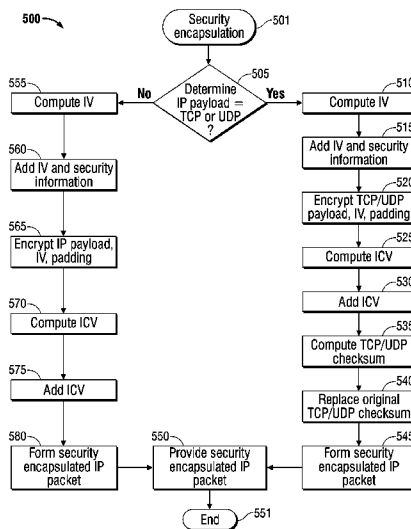 500
Security
encapsulation
501
505
Determine
IP payload =
TCP or UDP
?
No
Yes
555
Compute IV
560
Add IV and security
information
565
Encrypt IP payload,
IV, padding
570
Compute ICV
575
Add ICV
580
Form security
encapsulated IP
packet
510
Compute IV
515
Add IV and security
information
520
Encrypt TCP/UDP
payload, IV, padding
525
Compute ICV
530
Add ICV
535
Compute TCP/UDP
checksum
540
Replace original
TCP/UDP checksum
545
Form security
encapsulated IP
packet
550
Provide security
encapsulated IP
packet
End
551